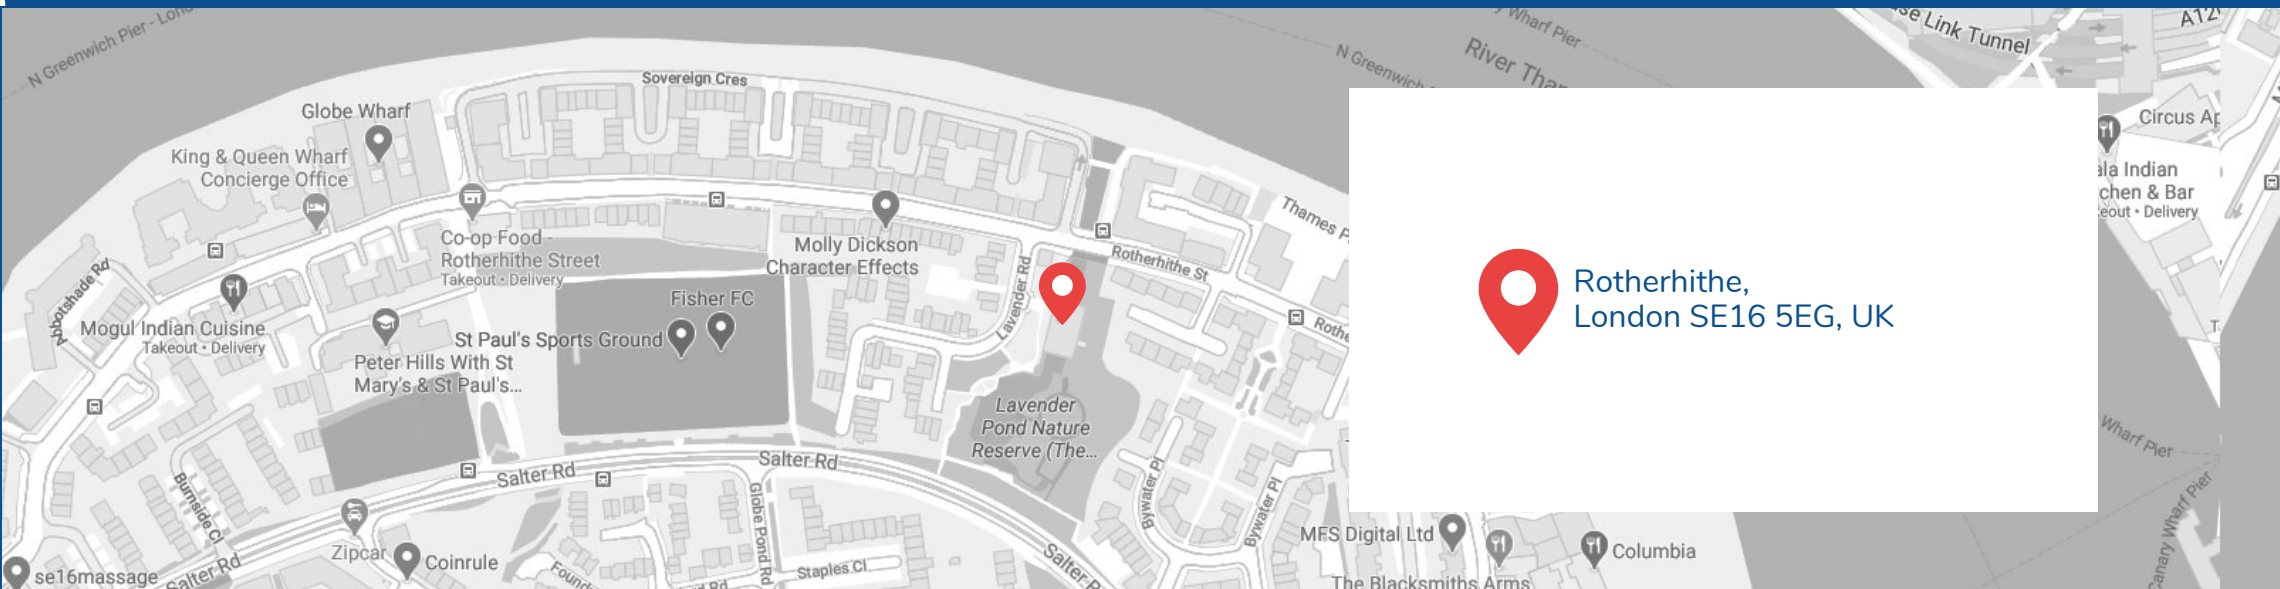 N Greenwich Pier - Lon
Sovereign Cres
Globe Wharf
King & Queen Wharf
Concierge Office
Co-op Food -
Rotherhithe Street
Takeout • Delivery
Abbotshade Rd
Mogul Indian Cuisine
Takeout • Delivery
Peter Hills With St
Mary's & St Paul's...
St Paul's Sports Ground
Fisher FC
Molly Dickson
Character Effects
Lavender Rd
Rotherhithe St
Rothe
Lavender
Pond Nature
Reserve (The...
Salter Rd
Salter Rd
Salter Rd
Salter R
Burnside Cl
Globe Pond Rd
Staples Cl
Found
Rd
Zipcar
Coinrule
se16massage
Bywater Pl
Bywater Pl
MFS Digital Ltd
The Blacksmiths Arms
Columbia
Thames P
N Greenwich
y Wharf Pier
River Tha
se Link Tunnel
A12
Circus Ap
ala Indian
chen & Bar
eout • Delivery
T
Wharf Pier
Canary Wharf Pier
Rotherhithe,
London SE16 5EG, UK